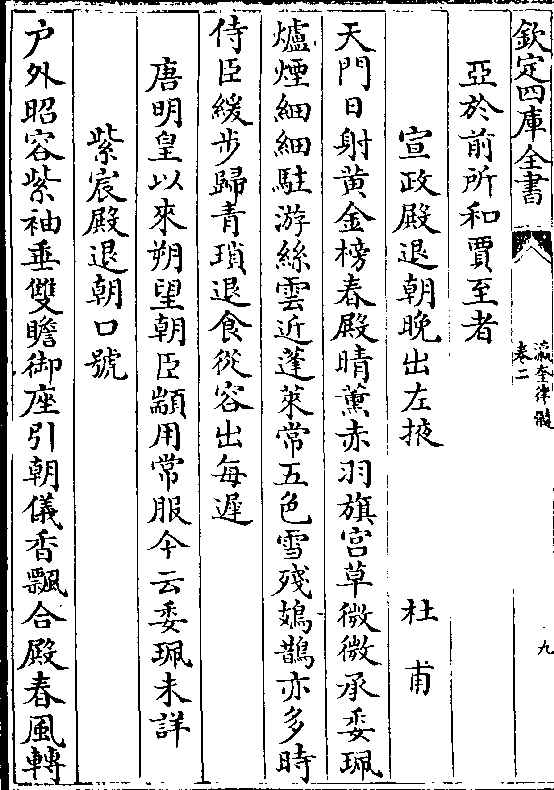 欽定四庫全書
瀛奎律髓
卷二
九
亞於前所和賈至者
宣政殿退朝晚出左掖 杜甫
天門日射黄金榜春殿晴薰赤羽旗宫草微微承委珮
爐煙細細駐游絲雲近蓬萊常五色雪殘鳷鵲亦多時
侍臣緩步歸青瑣退食從容出每遲
唐明皇以來朔望朝臣顓用常服今云委珮未詳
紫宸殿退朝口號
户外昭容紫袖垂雙瞻御座引朝儀香飄合殿春風轉